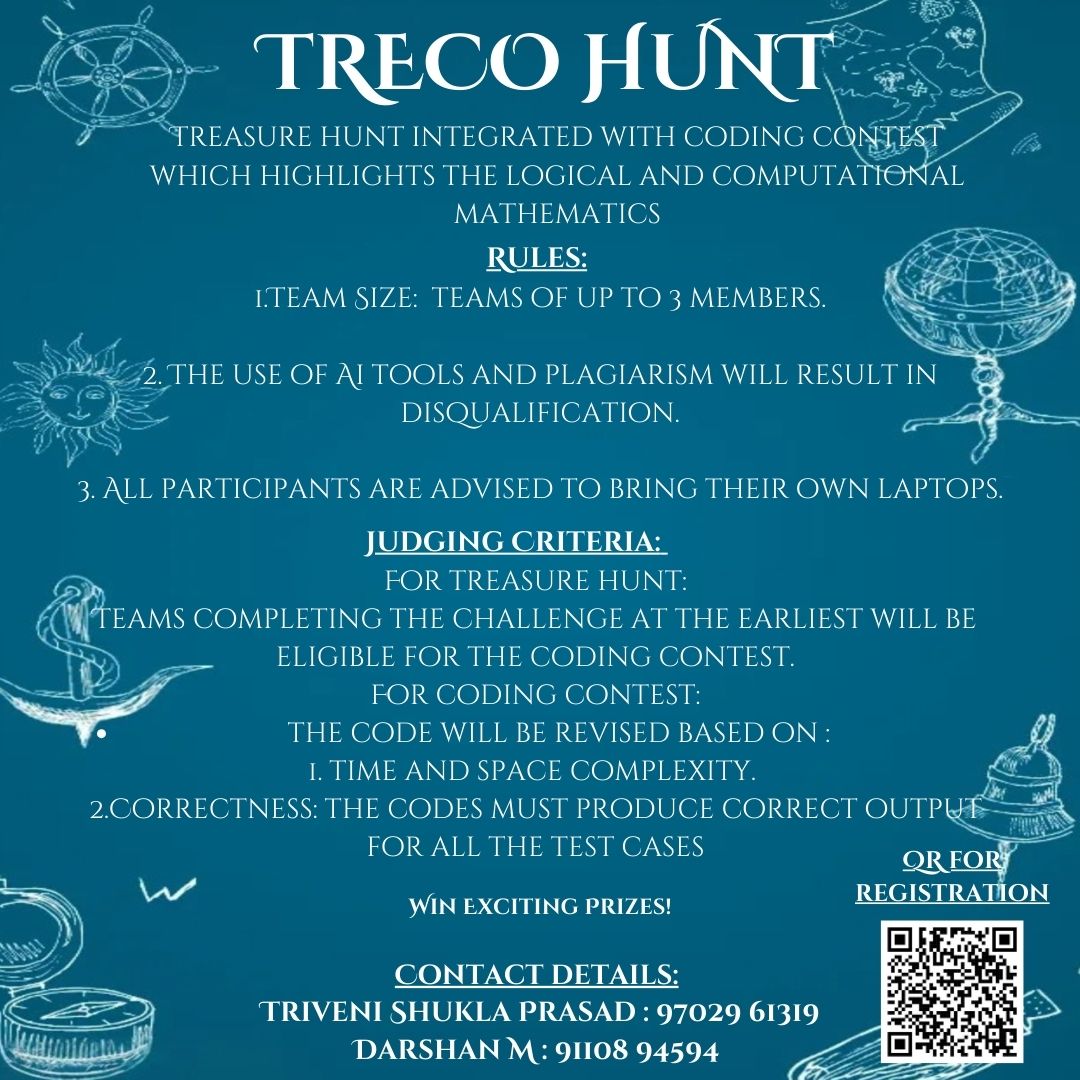 TRECO HUNT
TREASURE HUNT INTEGRATED WITH CODING CONTEST
WHICH HIGHLIGHTS THE LOGICAL AND COMPUTATIONAL
MATHEMATICS
RULES:
1.TEAM SIZE: TEAMS OF UP TO 3 MEMBERS.
2. THE USE OF AI TOOLS AND PLAGIARISM WILL RESULT IN
DISQUALIFICATION.
3. ALL PARTICIPANTS ARE ADVISED TO BRING THEIR OWN LAPTOPS.
JUDGING CRITERIA:
FOR TREASURE HUNT:
TEAMS COMPLETING THE CHALLENGE AT THE EARLIEST WILL BE
ELIGIBLE FOR THE CODING CONTEST.
FOR CODING CONTEST:
• THE CODE WILL BE REVISED BASED ON :
1. TIME AND SPACE COMPLEXITY.
2.CORRECTNESS: THE CODES MUST PRODUCE CORRECT OUTPUT
FOR ALL THE TEST CASES
QR FOR
REGISTRATION
W
WIN EXCITING PRIZES!
CONTACT DETAILS:
TRIVENI SHUKLA PRASAD : 97029 61319
DARSHAN M : 91108 94594